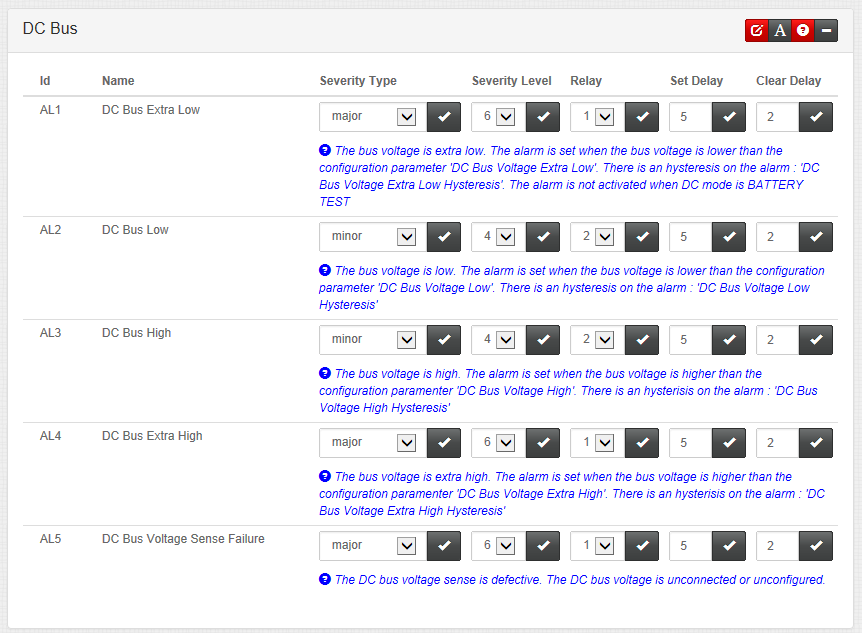 DC Bus
A
Id Name Severity Type Severity Level Relay Set Delay Clear Delay
AL1 DC Bus Extra Low major 6 1 5 2
The bus voltage is extra low. The alarm is set when the bus voltage is lower than the
configuration parameter 'DC Bus Voltage Extra Low'. There is an hysteresis on the alarm : 'DC
Bus Voltage Extra Low Hysteresis'. The alarm is not activated when DC mode is BATTERY
TEST
AL2 DC Bus Low minor 4 2 5 2
The bus voltage is low. The alarm is set when the bus voltage is lower than the configuration
parameter 'DC Bus Voltage Low'. There is an hysteresis on the alarm : 'DC Bus Voltage Low
Hysteresis'
AL3 DC Bus High minor 4 2 5 2
The bus voltage is high. The alarm is set when the bus voltage is higher than the
configuration paramenter 'DC Bus Voltage High'. There is an hysterisis on the alarm : 'DC Bus
Voltage High Hysteresis'
AL4 DC Bus Extra High major 6 1 5 2
The bus voltage is extra high. The alarm is set when the bus voltage is higher than the
configuration paramenter 'DC Bus Voltage Extra High'. There is an hysterisis on the alarm : 'DC
Bus Voltage Extra High Hysteresis'
AL5 DC Bus Voltage Sense Failure major 6 1 5 2
The DC bus voltage sense is defective. The DC bus voltage is unconnected or unconfigured.